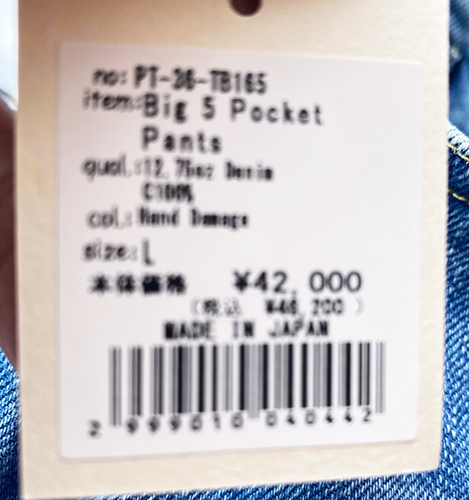 no: PT-36-TB165
item: Big 5 Pocket
Pants
qual.: 12.75oz Denim
C100%
col.: Hand Damage
size: L
本体価格 ¥42,000
(税込 ¥46,200 )
MADE IN JAPAN
2 999010 040442